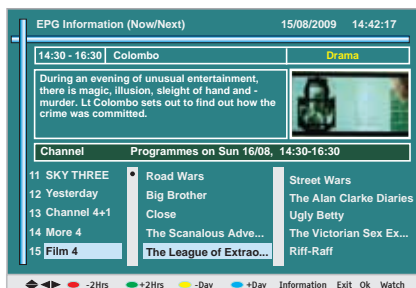 EPG Information (Now/Next) 15/08/2009 14:42:17
14:30 - 16:30 Colombo Drama
During an evening of unusual entertainment,
there is magic, illusion, sleight of hand and -
murder. Lt Colombo sets out to find out how the
crime was committed.
Channel Programmes on Sun 16/08, 14:30-16:30
11 SKY THREE Road Wars Street Wars
12 Yesterday Big Brother The Alan Clarke Diaries
13 Channel 4+1 Close Ugly Betty
14 More 4 The Scanalous Adve... The Victorian Sex Ex...
15 Film 4 The League of Extrao... Riff-Raff
-2Hrs +2Hrs -Day +Day Information Exit Ok Watch